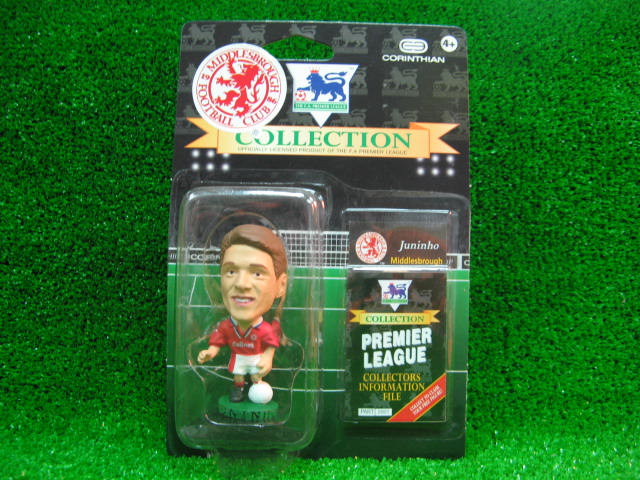 MIDDLESBROUGH
FOOTBALL CLUB
THE F.A. PREMIER LEAGUE
CORINTHIAN
4+
COLLECTION
OFFICIALLY LICENSED PRODUCT OF THE F.A PREMIER LEAGUE
Juninho
Middlesbrough
COLLECTION
PREMIER
LEAGUE
COLLECTORS
INFORMATION
FILE
Cellnet